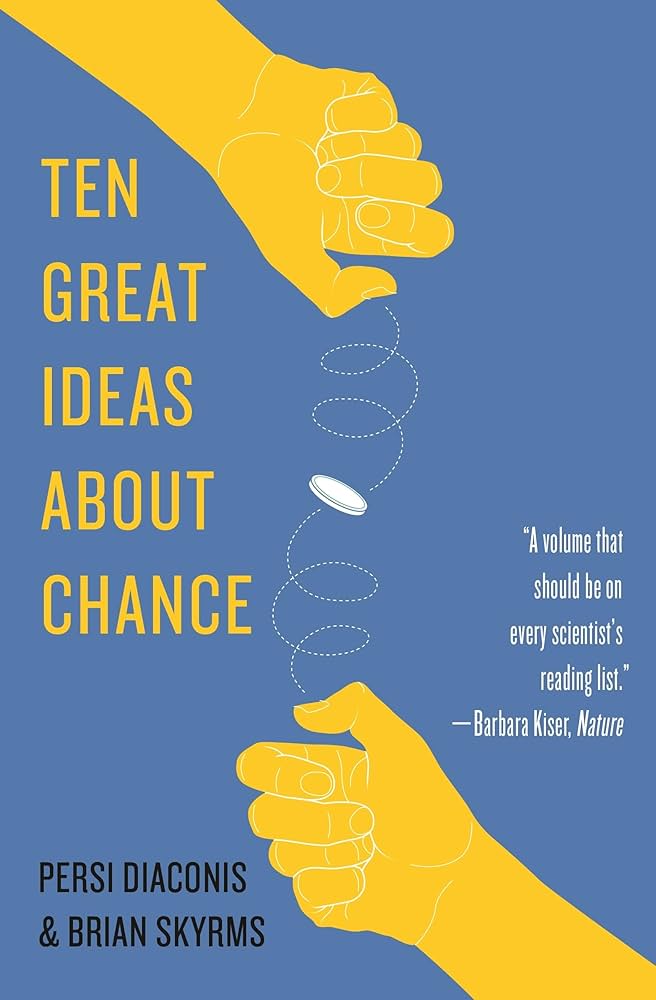 TEN
GREAT
IDEAS
ABOUT
CHANCE
“A volume that
should be on
every scientist’s
reading list.”
—Barbara Kiser, Nature
PERSI DIACONIS
& BRIAN SKYRMS